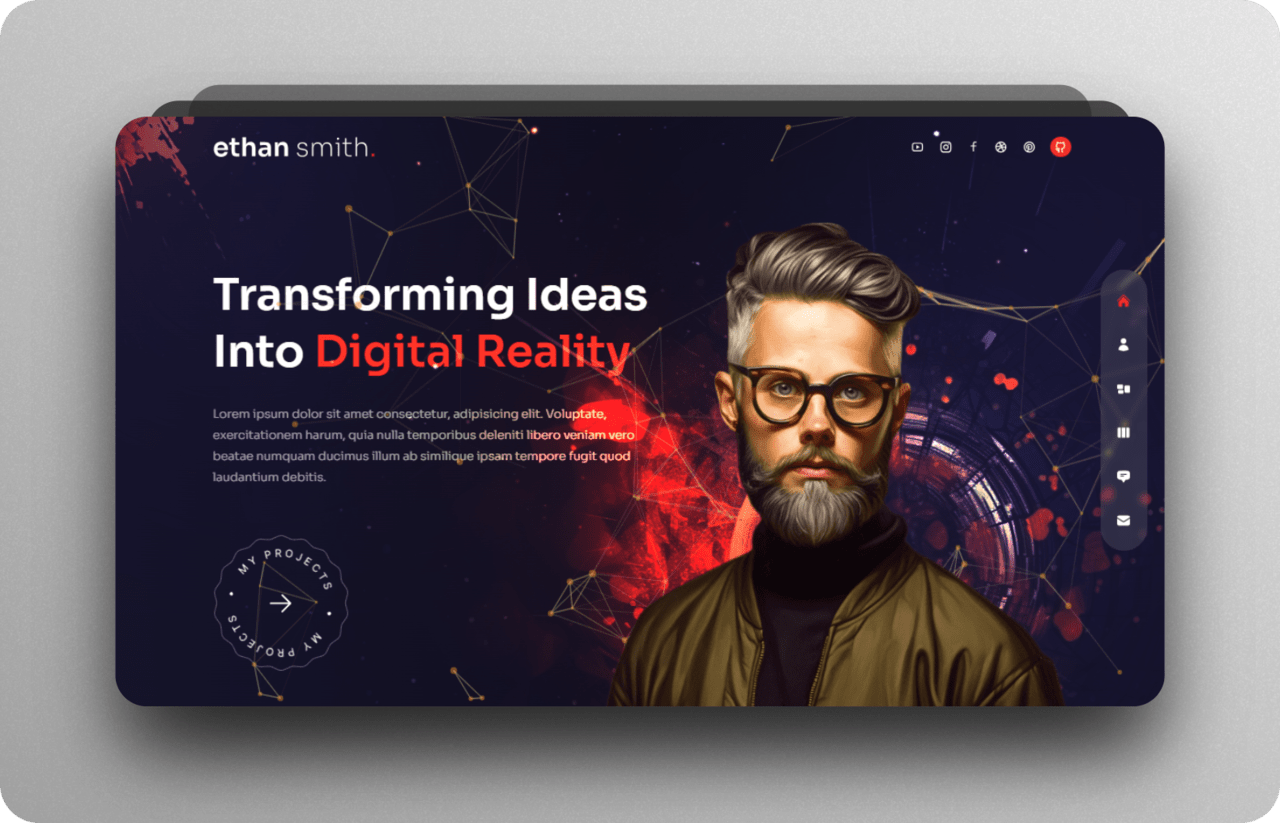 ethan smith.
Transforming Ideas
Into Digital Reality
Lorem ipsum dolor sit amet consectetur, adipisicing elit. Voluptate,
exercitationem harum, quia nulla temporibus deleniti libero veniam vero
beatae numquam ducimus illum ab similique ipsam tempore fugit quod
laudantium debitis.
MY PROJECTS • MY PROJECTS •